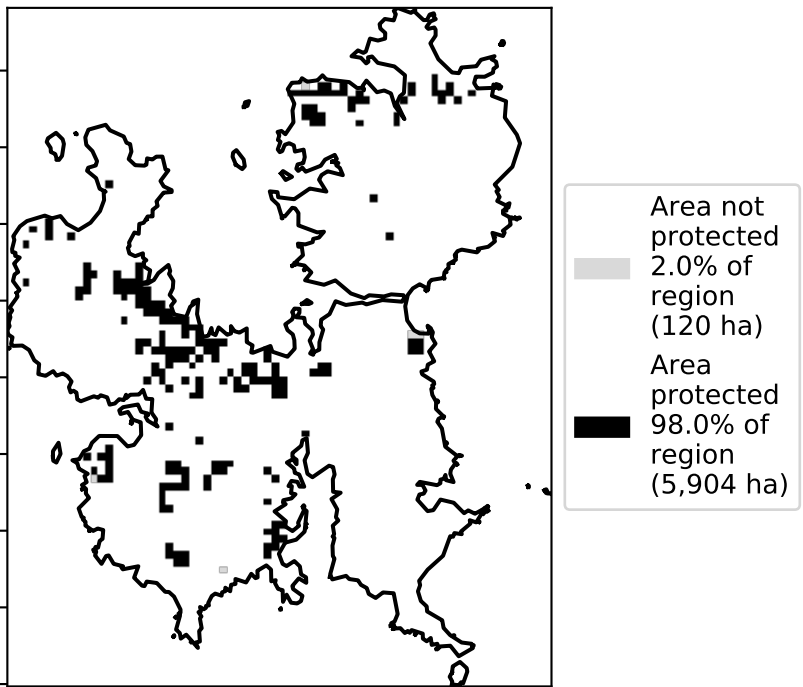 Area not
protected
2.0% of
region
(120 ha)
Area
protected
98.0% of
region
(5,904 ha)